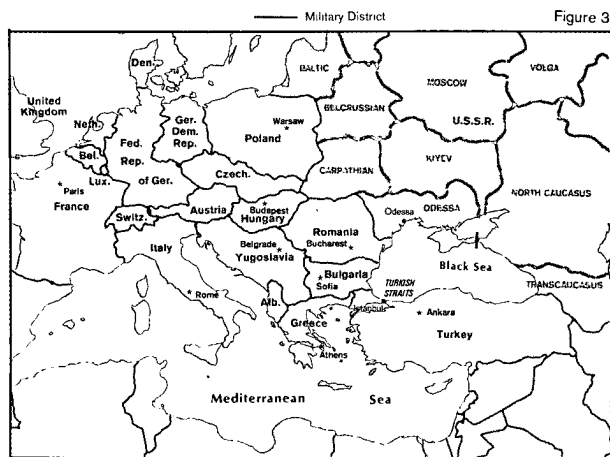 Military District
Figure 3
Den.
BALTIC
MOSCOW
VOLGA
United
Kingdom
Neth.
Ger.
Dem.
Rep.
Warsaw
Poland
BELORUSSIAN
U.S.S.R.
Fed.
Rep.
of Ger.
Bel.
Lux.
Paris
France
Czech.
CARPATHIAN
KIYEV
NORTH CAUCASUS
Switz.
Austria
Budapest
Hungary
Odessa
ODESSA
Italy
Romania
Bucharest
Belgrade
Yugoslavia
Black Sea
Bulgaria
Sofia
TURKISH
STRAITS
TRANSCAUCASUS
Rome
Alb.
Istanbul
Ankara
Greece
Turkey
Athens
Mediterranean Sea